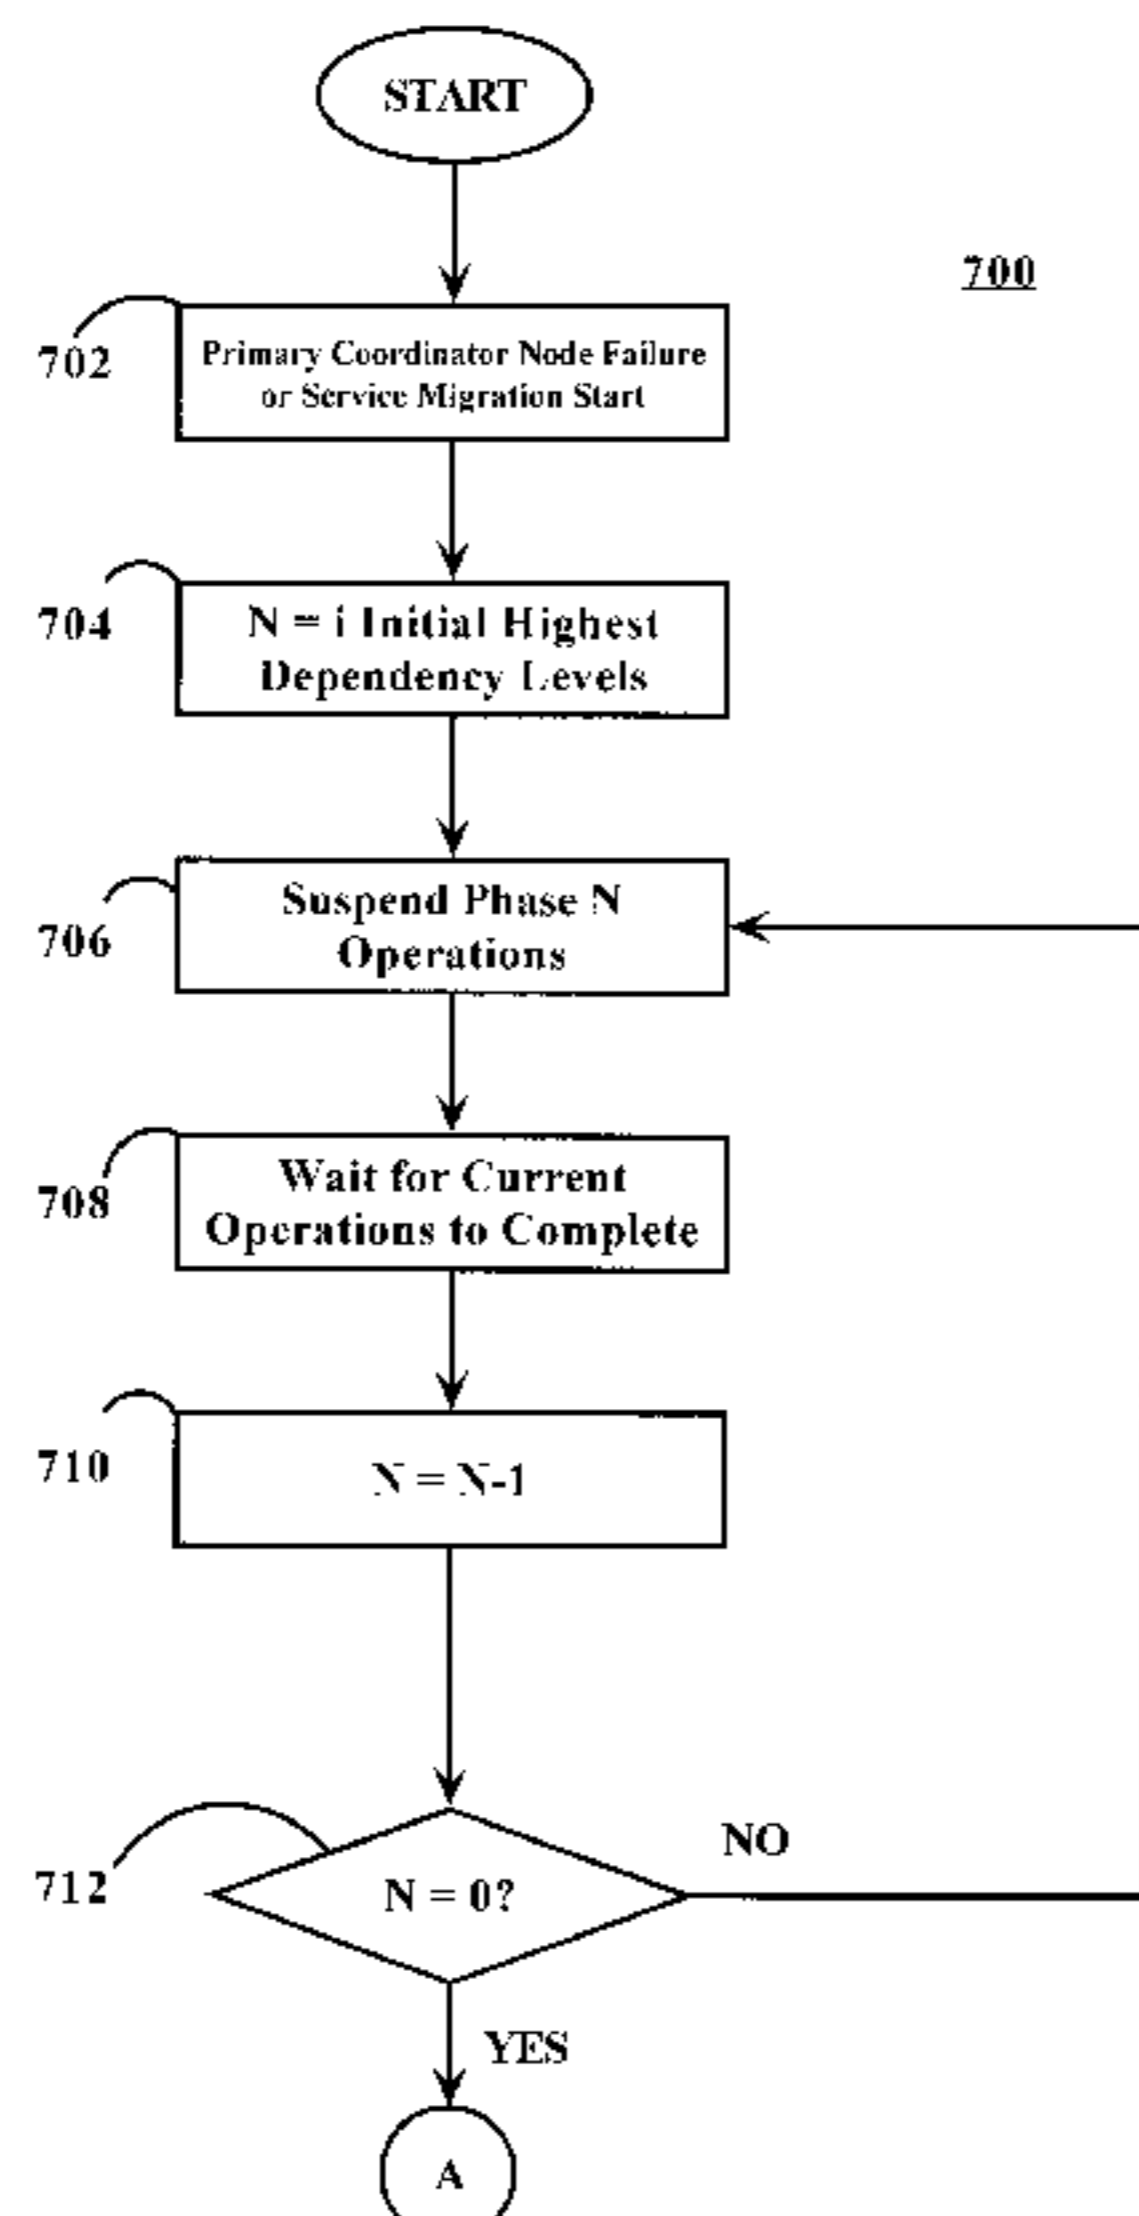 START
700
702
Primary Coordinator Node Failure
or Service Migration Start
704
N = i Initial Highest
Dependency Levels
706
Suspend Phase N
Operations
708
Wait for Current
Operations to Complete
710
N = N-1
712
N = 0?
NO
YES
A